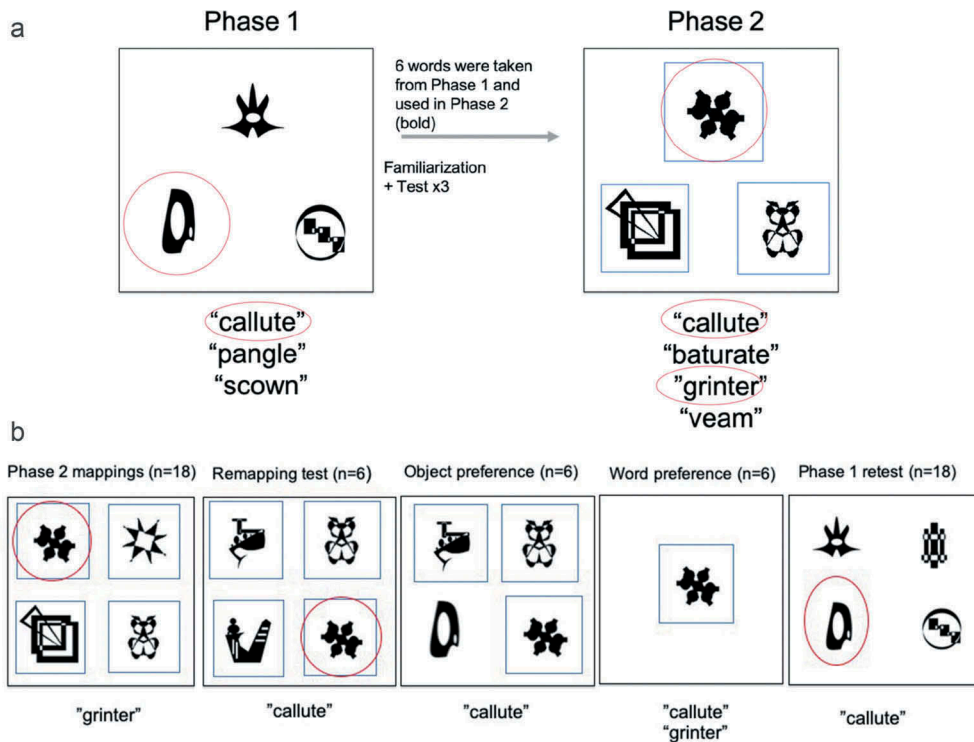 a
Phase 1
Phase 2
6 words were taken
from Phase 1 and
used in Phase 2
(bold)
Familiarization
+ Test x3
“callute”
“pangle”
“scown”
“callute”
“baturate”
“grinter”
“veam”
b
Phase 2 mappings (n=18)
Remapping test (n=6)
Object preference (n=6)
Word preference (n=6)
Phase 1 retest (n=18)
”grinter”
”callute”
”callute”
”callute”
”grinter”
”callute”